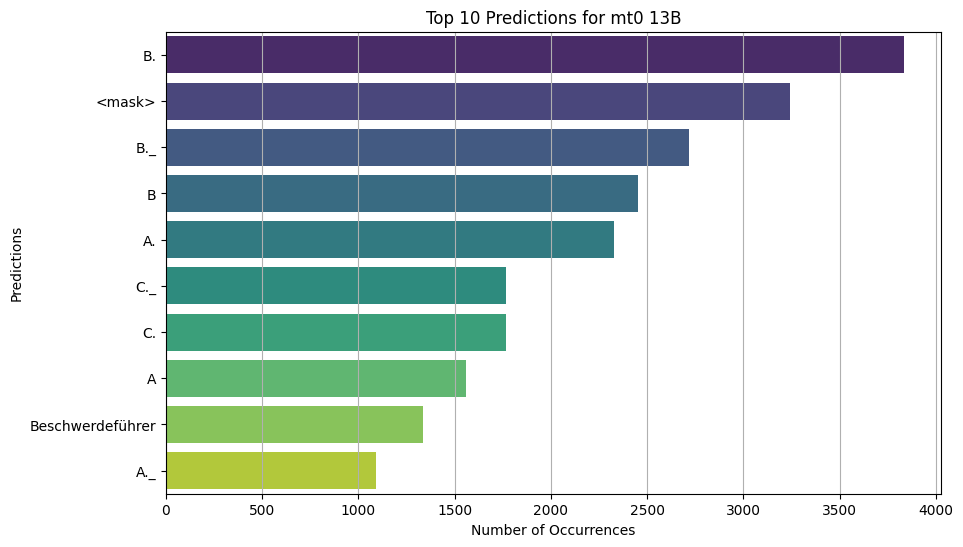 Top 10 Predictions for mt0 13B
Predictions
B.
<mask>
B._
B
A.
C._
C.
A
Beschwerdeführer
A._
0 500 1000 1500 2000 2500 3000 3500 4000
Number of Occurrences